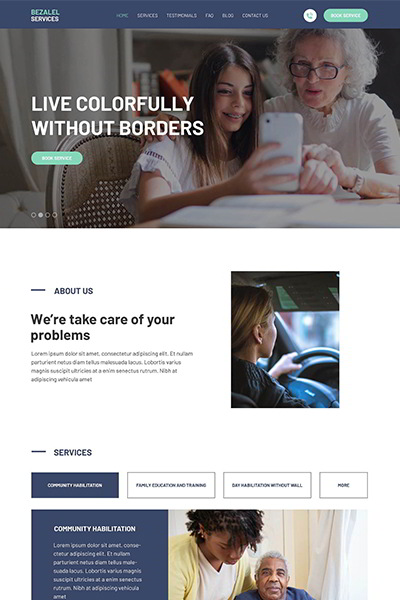 BEZALEL
SERVICES
HOME SERVICES TESTIMONIALS FAQ BLOG CONTACT US
BOOK SERVICE
LIVE COLORFULLY
WITHOUT BORDERS
BOOK SERVICE
ABOUT US
We're take care of your
problems
Lorem ipsum dolor sit amet, consectetur adipiscing elit. Et nullam
parturient netus diam tellus malesuada lacus. Lobortis varius
magnis suscipit ultricies at a enim senectus rutrum. Nibh at
adipiscing vehicula amet
SERVICES
COMMUNITY HABILITATION
FAMILY EDUCATION AND TRAINING
DAY HABILITATION WITHOUT WALL
MORE
COMMUNITY HABILITATION
Lorem ipsum dolor sit amet,
consectetur adipiscing elit. Et
nullam parturient netus diam
tellus malesuada lacus.
Lobortis varius magnis suscipit
ultricies at a enim senectus
rutrum. Nibh at adipiscing
vehicula amet